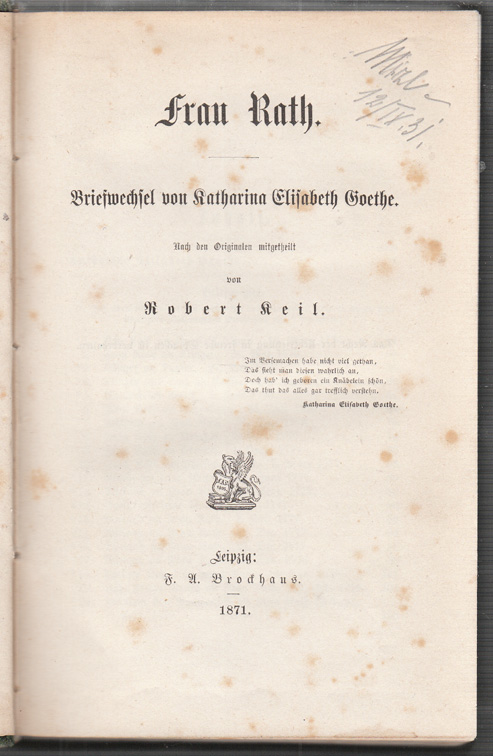 Frau Rath.
Briefwechsel von Katharina Elisabeth Goethe.
Nach den Originalen mitgetheilt
von
Robert Keil.
Im Versemachen habe nicht viel gethan,
Das sieht man diesen wahrlich an,
Doch hab' ich geboren ein Knäbelein schön,
Das thut das alles gar trefflich verstehn.
Katharina Elisabeth Goethe.
Leipzig:
F. A. Brockhaus.
1871.